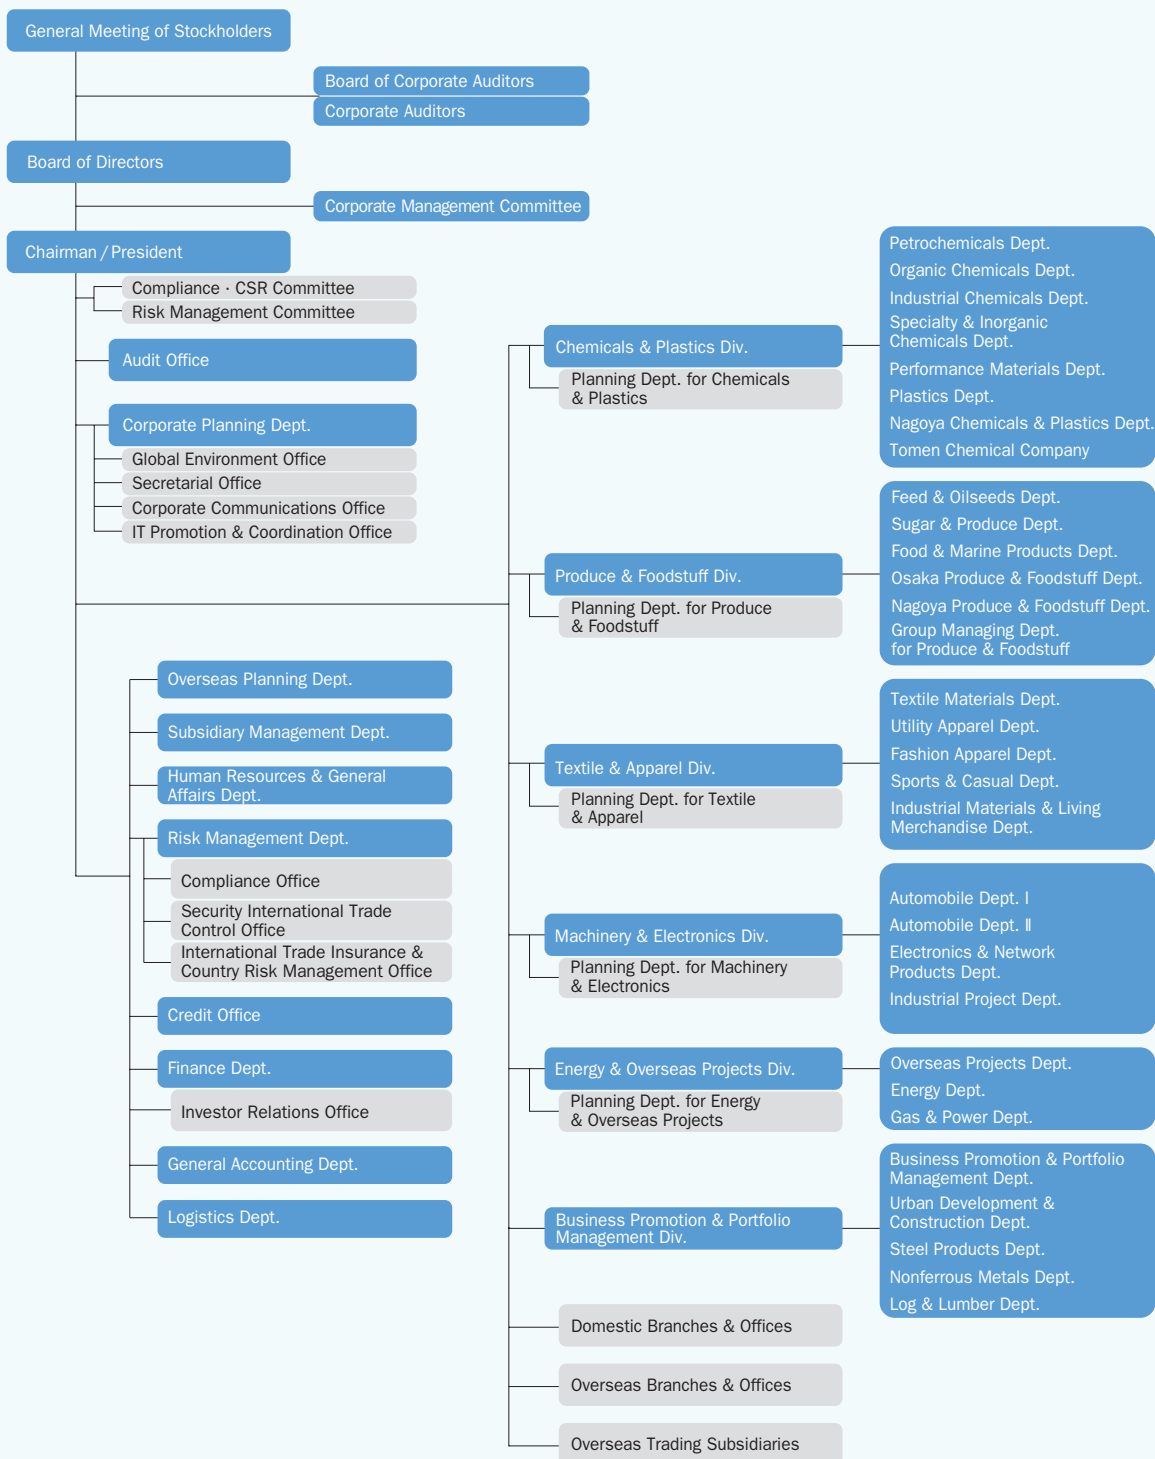 General Meeting of Stockholders
Board of Corporate Auditors
Corporate Auditors
Board of Directors
Corporate Management Committee
Chairman / President
Compliance · CSR Committee
Risk Management Committee
Audit Office
Corporate Planning Dept.
Global Environment Office
Secretarial Office
Corporate Communications Office
IT Promotion & Coordination Office
Overseas Planning Dept.
Subsidiary Management Dept.
Human Resources & General
Affairs Dept.
Risk Management Dept.
Compliance Office
Security International Trade
Control Office
International Trade Insurance &
Country Risk Management Office
Credit Office
Finance Dept.
Investor Relations Office
General Accounting Dept.
Logistics Dept.
Chemicals & Plastics Div.
Planning Dept. for Chemicals
& Plastics
Petrochemicals Dept.
Organic Chemicals Dept.
Industrial Chemicals Dept.
Specialty & Inorganic
Chemicals Dept.
Performance Materials Dept.
Plastics Dept.
Nagoya Chemicals & Plastics Dept.
Tomen Chemical Company
Produce & Foodstuff Div.
Planning Dept. for Produce
& Foodstuff
Feed & Oilseeds Dept.
Sugar & Produce Dept.
Food & Marine Products Dept.
Osaka Produce & Foodstuff Dept.
Nagoya Produce & Foodstuff Dept.
Group Managing Dept.
for Produce & Foodstuff
Textile & Apparel Div.
Planning Dept. for Textile
& Apparel
Textile Materials Dept.
Utility Apparel Dept.
Fashion Apparel Dept.
Sports & Casual Dept.
Industrial Materials & Living
Merchandise Dept.
Machinery & Electronics Div.
Planning Dept. for Machinery
& Electronics
Automobile Dept. I
Automobile Dept. II
Electronics & Network
Products Dept.
Industrial Project Dept.
Energy & Overseas Projects Div.
Planning Dept. for Energy
& Overseas Projects
Overseas Projects Dept.
Energy Dept.
Gas & Power Dept.
Business Promotion & Portfolio
Management Div.
Business Promotion & Portfolio
Management Dept.
Urban Development &
Construction Dept.
Steel Products Dept.
Nonferrous Metals Dept.
Log & Lumber Dept.
Domestic Branches & Offices
Overseas Branches & Offices
Overseas Trading Subsidiaries